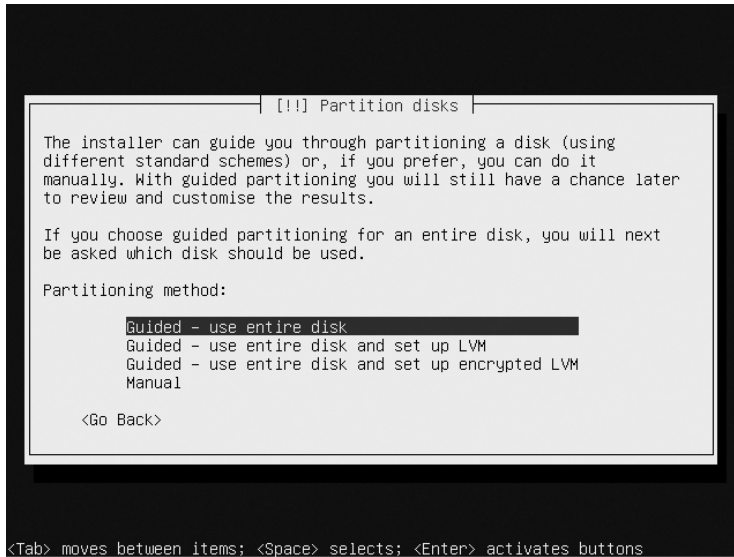 [!!] Partition disks
The installer can guide you through partitioning a disk (using
different standard schemes) or, if you prefer, you can do it
manually. With guided partitioning you will still have a chance later
to review and customise the results.
If you choose guided partitioning for an entire disk, you will next
be asked which disk should be used.
Partitioning method:
Guided - use entire disk
Guided - use entire disk and set up LVM
Guided - use entire disk and set up encrypted LVM
Manual
<Go Back>
<Tab> moves between items; <Space> selects; <Enter> activates buttons